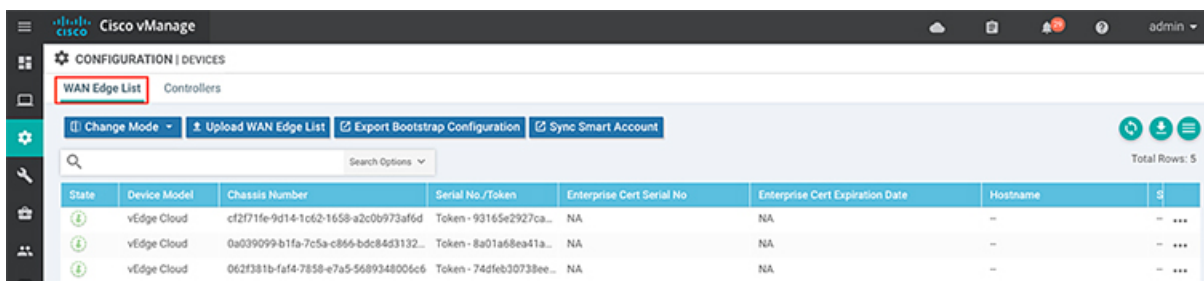 CISCO Cisco vManage 29 admin
CONFIGURATION | DEVICES
WAN Edge List Controllers
Change Mode Upload WAN Edge List Export Bootstrap Configuration Sync Smart Account
Search Options Total Rows: 5
State Device Model Chassis Number Serial No./Token Enterprise Cert Serial No Enterprise Cert Expiration Date Hostname S
vEdge Cloud cf2f71fe-9d14-1c62-1658-a2c0b973af6d Token - 93165e2927ca... NA NA -- --
vEdge Cloud 0a039099-b1fa-7c5a-c866-bdc84d3132... Token - 8a01a68ea41a... NA NA -- --
vEdge Cloud 062f381b-faf4-7858-e7a5-5689348006c6 Token - 74dfeb30738ee... NA NA -- --